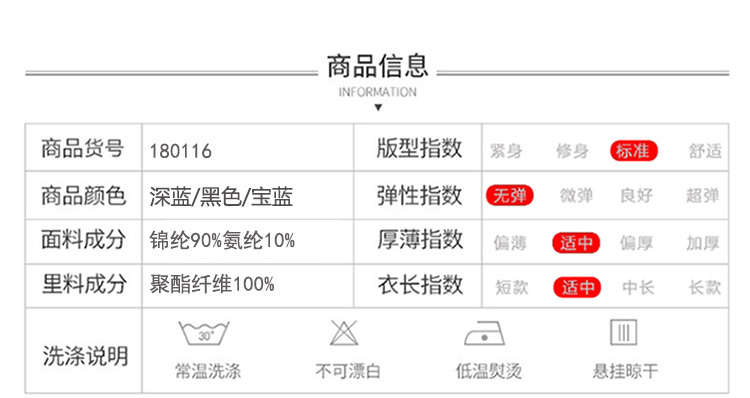 商品信息
INFORMATION
商品货号 180116 版型指数 紧身 修身 标准 舒适
商品颜色 深蓝/黑色/宝蓝 弹性指数 无弹 微弹 良好 超弹
面料成分 锦纶90%氨纶10% 厚薄指数 偏薄 适中 偏厚 加厚
里料成分 聚酯纤维100% 衣长指数 短款 适中 中长 长款
洗涤说明
30°
常温洗涤 不可漂白 低温熨烫 悬挂晾干